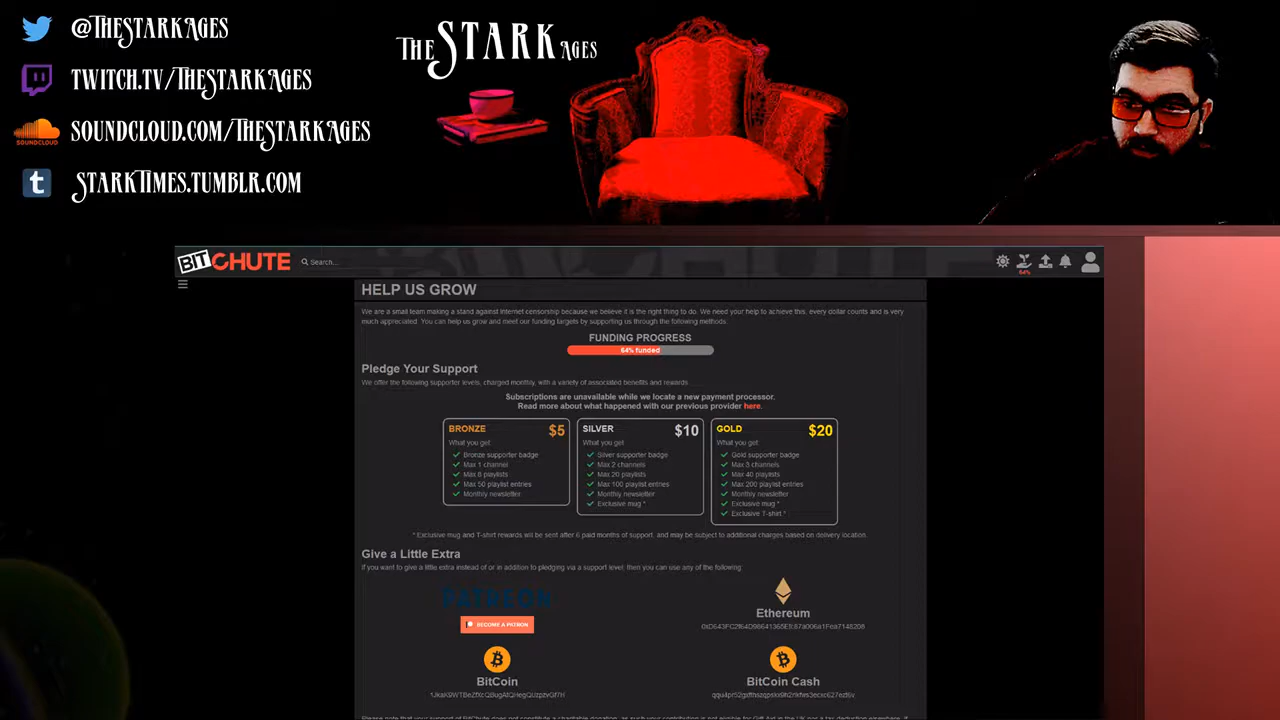 @TheStarkAges
The STARK Ages
twitch.tv/TheStarkAges
soundcloud.com/TheStarkAges
SOUNDCLOUD
StarkTimes.tumblr.com
BITCHUTE
Search...
64%
HELP US GROW
We are a small team making a stand against Internet censorship because we believe it is the right thing to do. We need your help to achieve this, every dollar counts and is very
much appreciated. You can help us grow and meet our funding targets by supporting us through the following methods.
FUNDING PROGRESS
64% funded
Pledge Your Support
We offer the following supporter levels, charged monthly, with a variety of associated benefits and rewards.
Subscriptions are unavailable while we locate a new payment processor.
Read more about what happened with our previous provider here.
BRONZE $5
What you get:
Bronze supporter badge
Max 1 channel
Max 8 playlists
Max 50 playlist entries
Monthly newsletter
SILVER $10
What you get:
Silver supporter badge
Max 2 channels
Max 20 playlists
Max 100 playlist entries
Monthly newsletter
Exclusive mug *
GOLD $20
What you get:
Gold supporter badge
Max 3 channels
Max 40 playlists
Max 200 playlist entries
Monthly newsletter
Exclusive mug *
Exclusive T-shirt *
* Exclusive mug and T-shirt rewards will be sent after 6 paid months of support, and may be subject to additional charges based on delivery location.
Give a Little Extra
If you want to give a little extra instead of or in addition to pledging via a support level, then you can use any of the following:
PATREON
BECOME A PATRON
Ethereum
BitCoin
BitCoin Cash